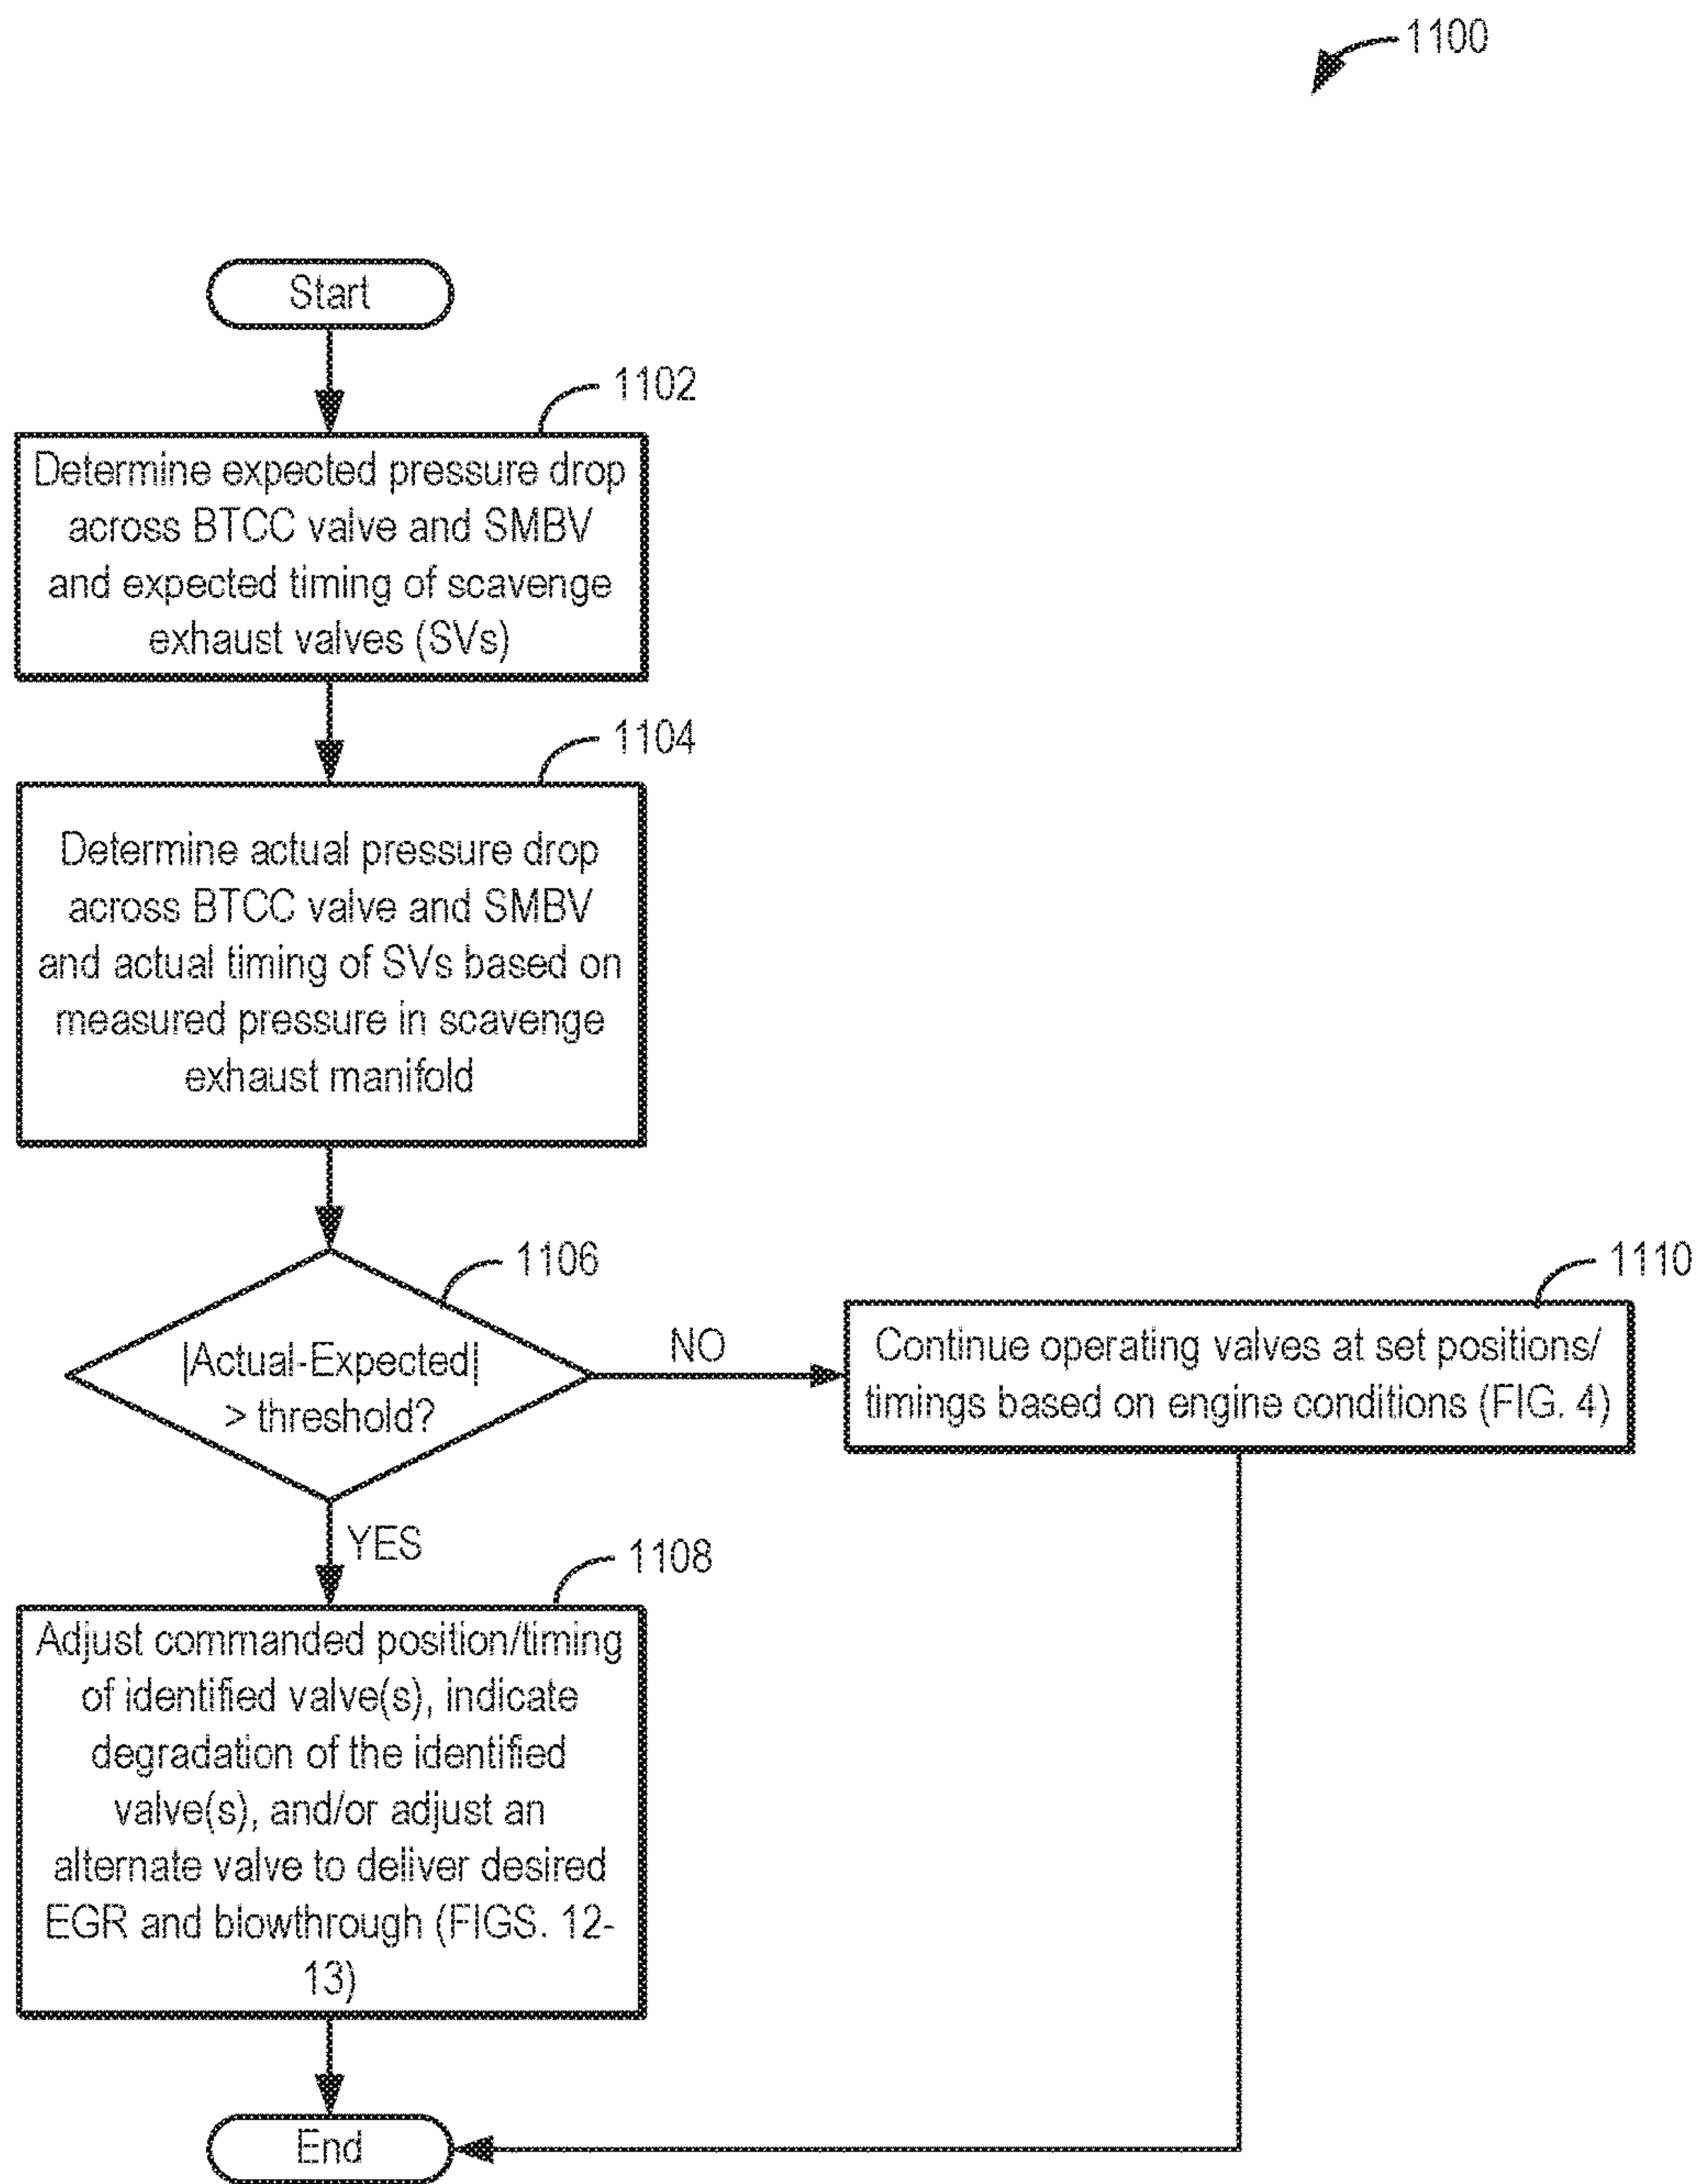 1100
Start
1102
Determine expected pressure drop
across BTCC valve and SMBV
and expected timing of scavenge
exhaust valves (SVs)
1104
Determine actual pressure drop
across BTCC valve and SMBV
and actual timing of SVs based on
measured pressure in scavenge
exhaust manifold
1106
|Actual-Expected|
> threshold?
NO
1110
Continue operating valves at set positions/
timings based on engine conditions (FIG. 4)
YES
1108
Adjust commanded position/timing
of identified valve(s), indicate
degradation of the identified
valve(s), and/or adjust an
alternate valve to deliver desired
EGR and blowthrough (FIGS. 12-
13)
End